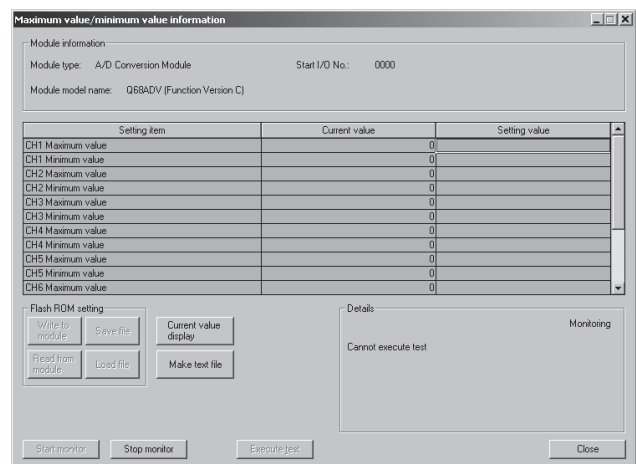 Maximum value/minimum value information
Module information
Module type: A/D Conversion Module Start I/O No.: 0000
Module model name: Q68ADV (Function Version C)
Setting item Current value Setting value
CH1 Maximum value 0
CH1 Minimum value 0
CH2 Maximum value 0
CH2 Minimum value 0
CH3 Maximum value 0
CH3 Minimum value 0
CH4 Maximum value 0
CH4 Minimum value 0
CH5 Maximum value 0
CH5 Minimum value 0
CH6 Maximum value 0
Flash ROM setting
Write to
module
Save file
Read from
module
Load file
Current value
display
Make text file
Details
Monitoring
Cannot execute test
Start monitor Stop monitor Execute test Close